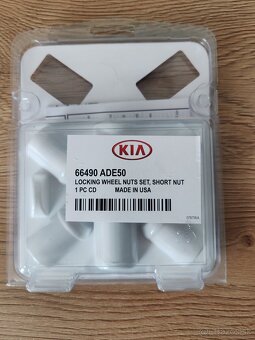 KIA
66490 ADE50
LOCKING WHEEL NUTS SET, SHORT NUT
1 PC CD MADE IN USA